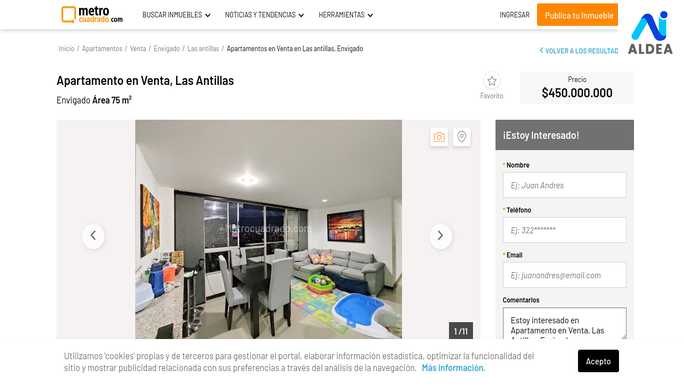 metro
cuadrado.com
BUSCAR INMUEBLES
NOTICIAS Y TENDENCIAS
HERRAMIENTAS
INGRESAR
Publica tu Inmueble
ALDEA
Inicio / Apartamentos / Venta / Envigado / Las antillas / Apartamentos en Venta en Las antillas, Envigado
VOLVER A LOS RESULTAD
Apartamento en Venta, Las Antillas
Envigado Área 75 m²
Favorito
Precio
$450.000.000
metrocuadrado.com
1/11
¡Estoy Interesado!
* Nombre
Ej: Juan Andres
* Teléfono
Ej: 322*******
* Email
Ej: juanandres@email.com
Comentarios
Estoy interesado en
Apartamento en Venta, Las
Utilizamos 'cookies' propias y de terceros para gestionar el portal, elaborar información estadística, optimizar la funcionalidad del
sitio y mostrar publicidad relacionada con sus preferencias a través del análisis de la navegación. Más información.
Acepto